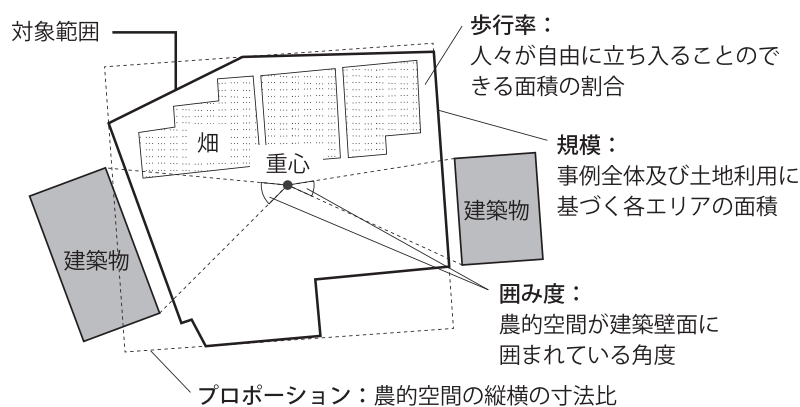 対象範囲
歩行率：
人々が自由に立ち入ることので
きる面積の割合
畑
重心
規模：
事例全体及び土地利用に
基づく各エリアの面積
建築物
建築物
囲み度：
農的空間が建築壁面に
囲まれている角度
プロポーション：農的空間の縦横の寸法比